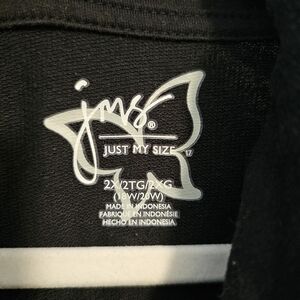 jms®
JUST MY SIZE
2X/2TG/2XG
(18W/20W)
MADE IN INDONESIA
FABRIQUÉ EN INDONÉSIE
HECHO EN INDONESIA